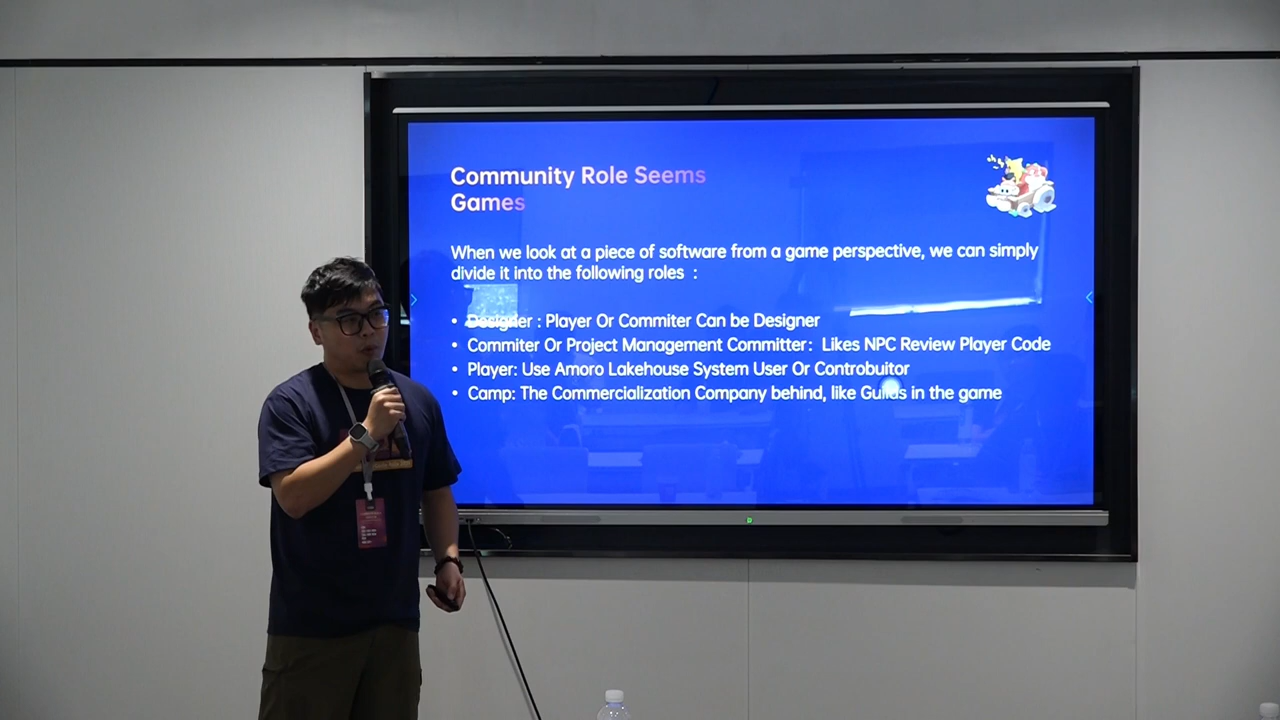 Community Role Seems
Games
When we look at a piece of software from a game perspective, we can simply
divide it into the following roles :
• Designer : Player Or Commiter Can be Designer
• Commiter Or Project Management Committer: Likes NPC Review Player Code
• Player: Use Amoro Lakehouse System User Or Controbuitor
• Camp: The Commercialization Company behind, like Guilds in the game